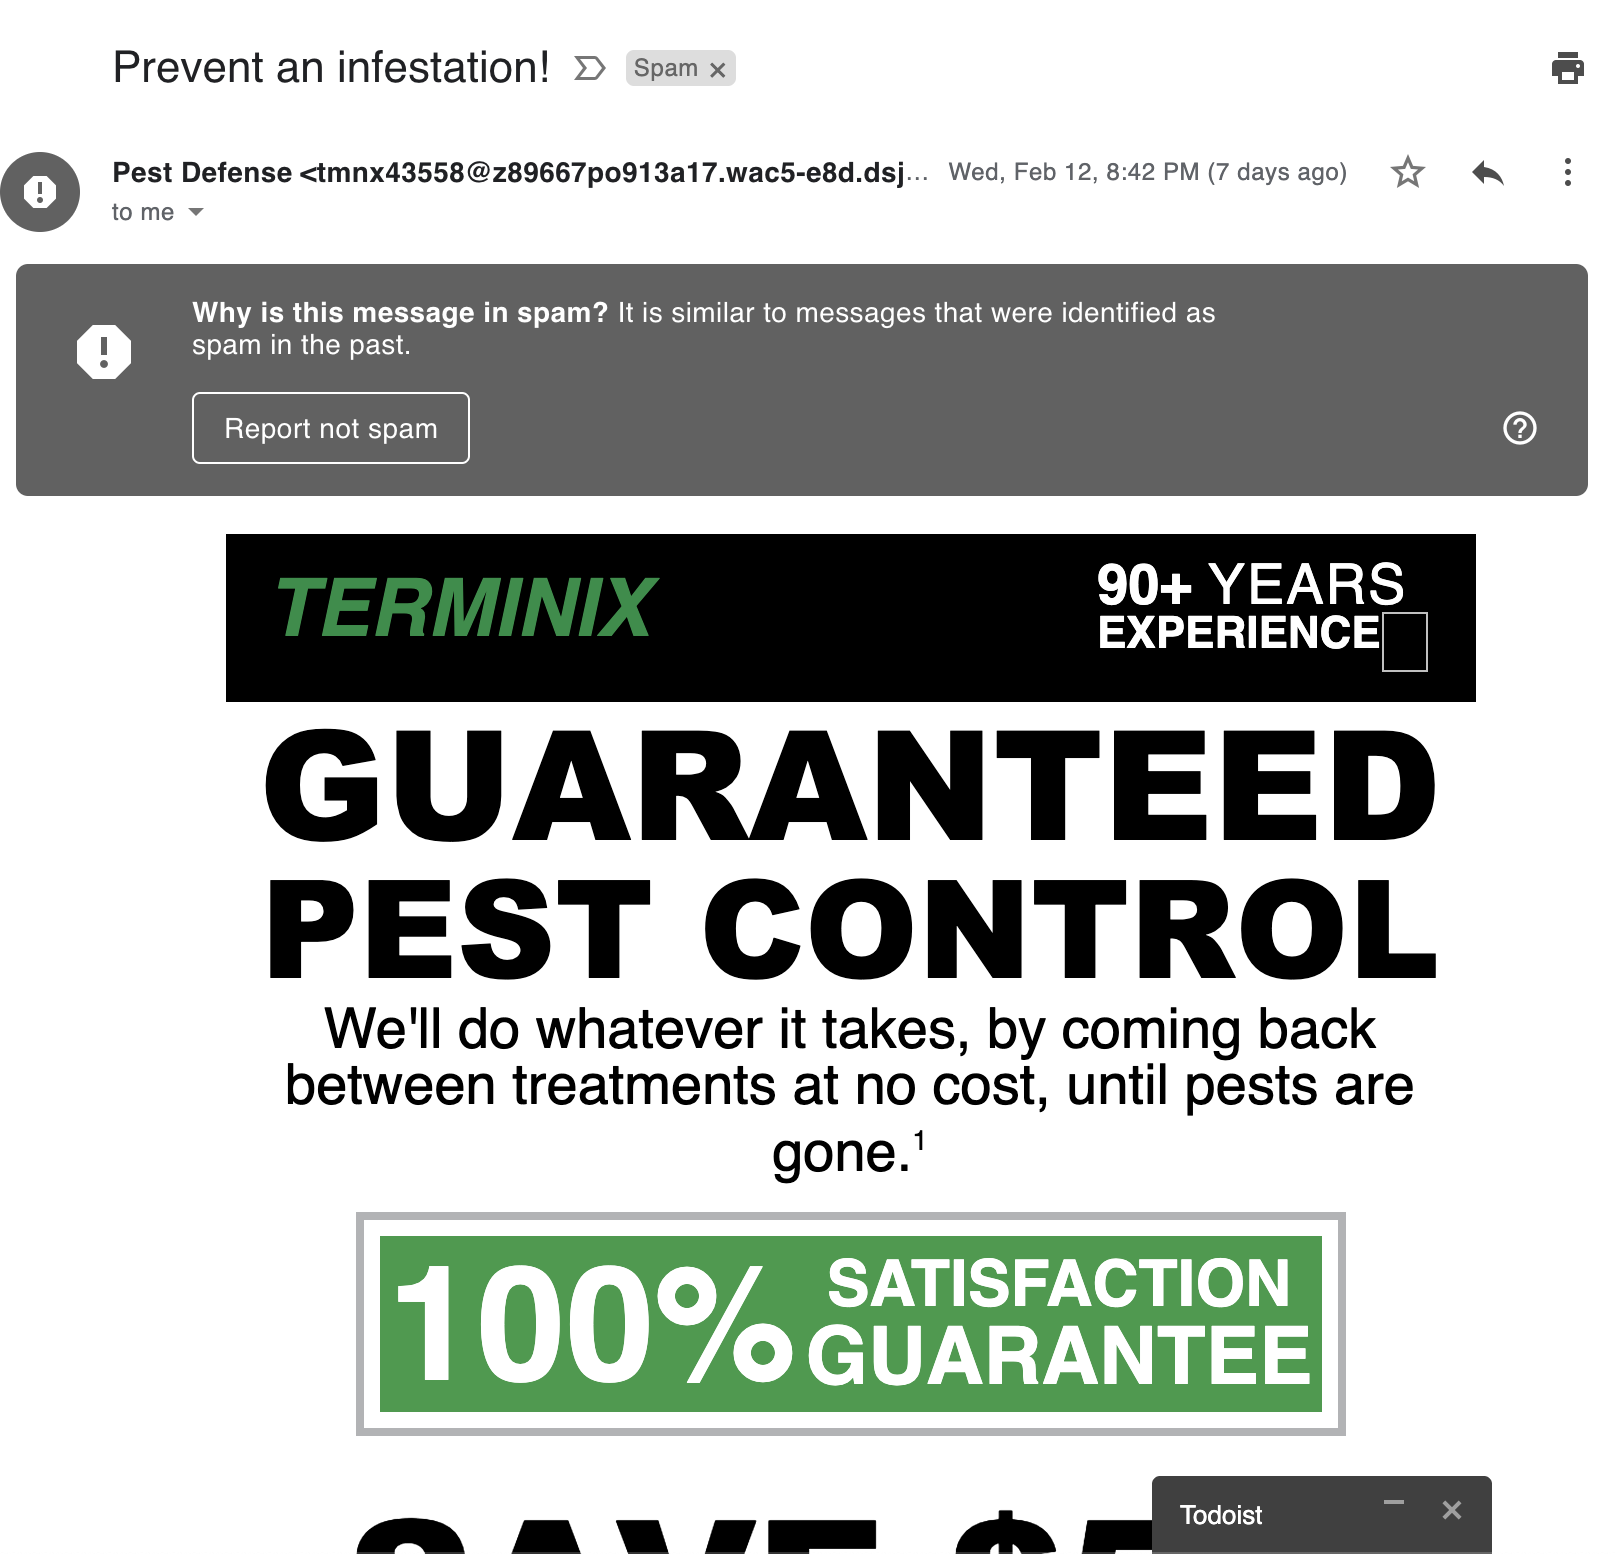 Prevent an infestation!
Spam
Pest Defense <tmnx43558@z89667po913a17.wac5-e8d.dsj... Wed, Feb 12, 8:42 PM (7 days ago)
to me
Why is this message in spam? It is similar to messages that were identified as
spam in the past.
Report not spam
TERMINIX
90+ YEARS
EXPERIENCE
GUARANTEED
PEST CONTROL
We'll do whatever it takes, by coming back
between treatments at no cost, until pests are
gone.¹
100% SATISFACTION
GUARANTEE
SAVE $5
Todoist